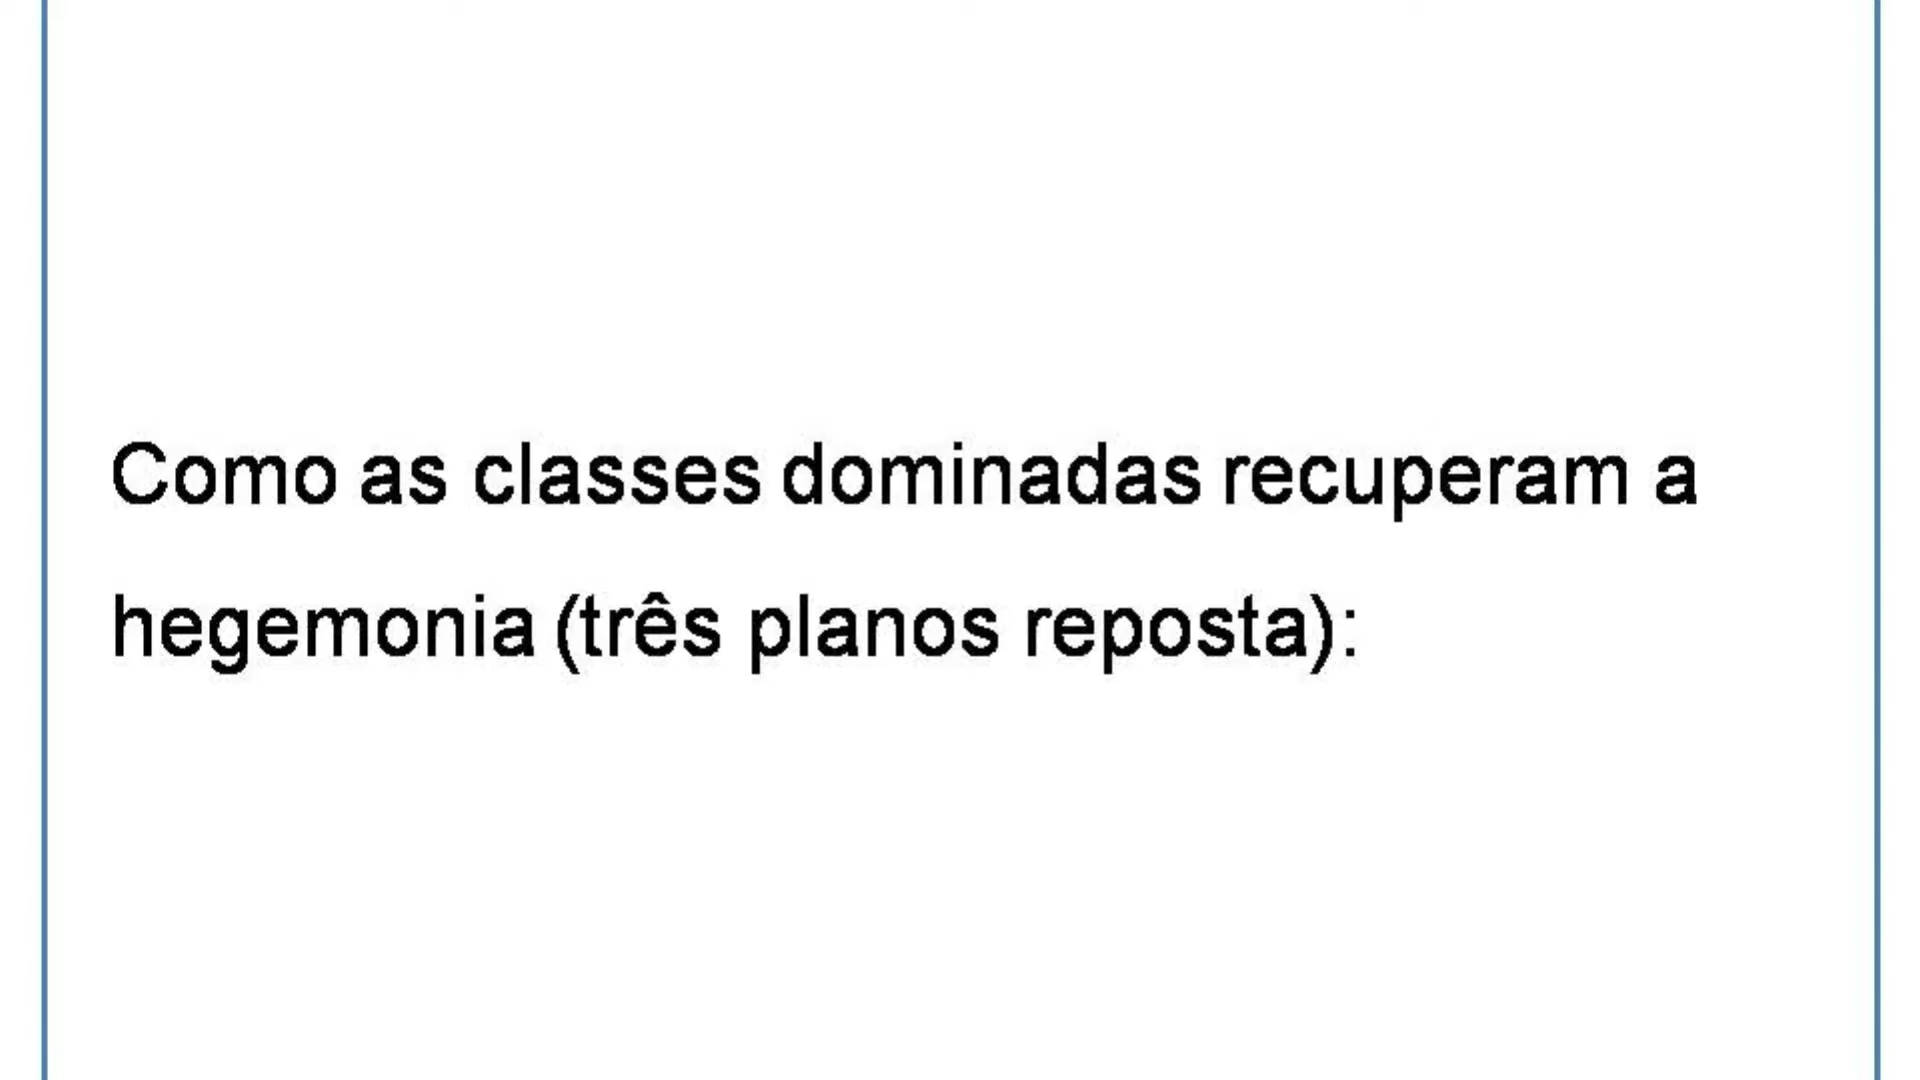 Como as classes dominadas recuperam a
hegemonia (três planos reposta):